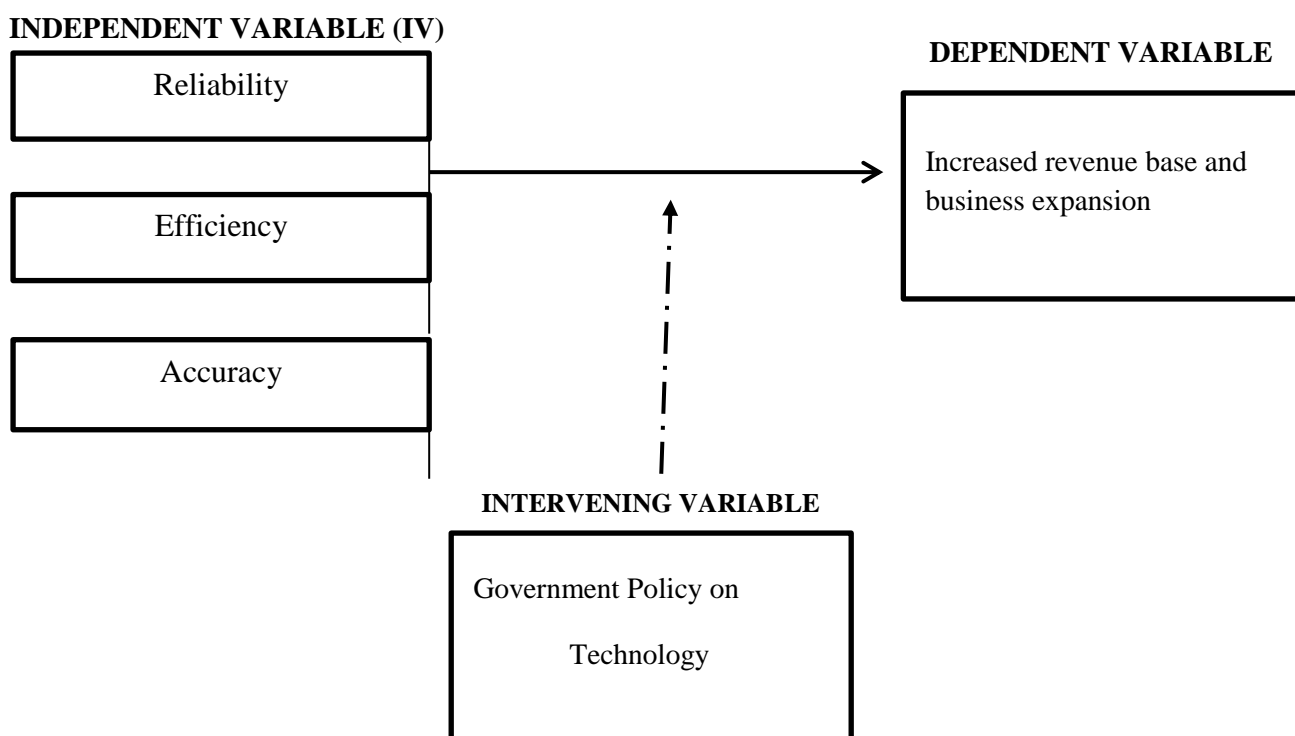 INDEPENDENT VARIABLE (IV)
Reliability
Efficiency
Accuracy
DEPENDENT VARIABLE
Increased revenue base and
business expansion
INTERVENING VARIABLE
Government Policy on
Technology